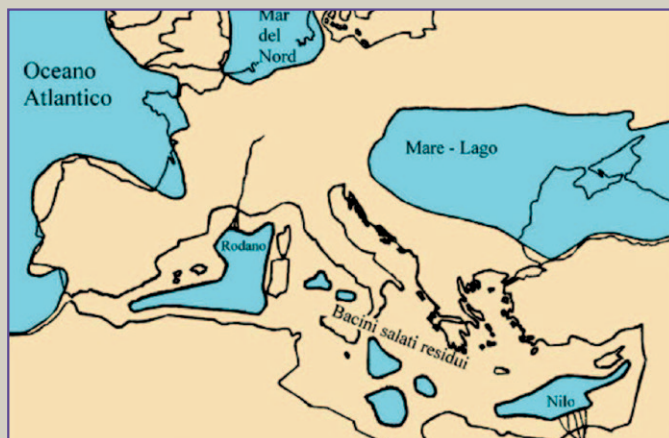 Mar
del
Nord
Oceano
Atlantico
Mare - Lago
Rodano
Bacini salati residui
Nilo